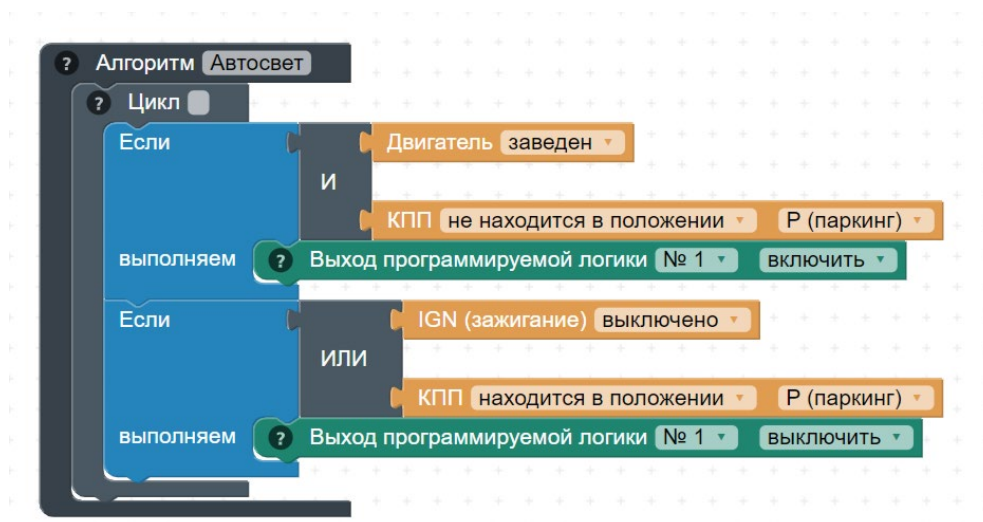 ? Алгоритм Автосвет
? Цикл
Если Двигатель заведен
И
КПП не находится в положении P (паркинг)
выполняем ? Выход программируемой логики № 1 включить
Если IGN (зажигание) выключено
ИЛИ
КПП находится в положении P (паркинг)
выполняем ? Выход программируемой логики № 1 выключить